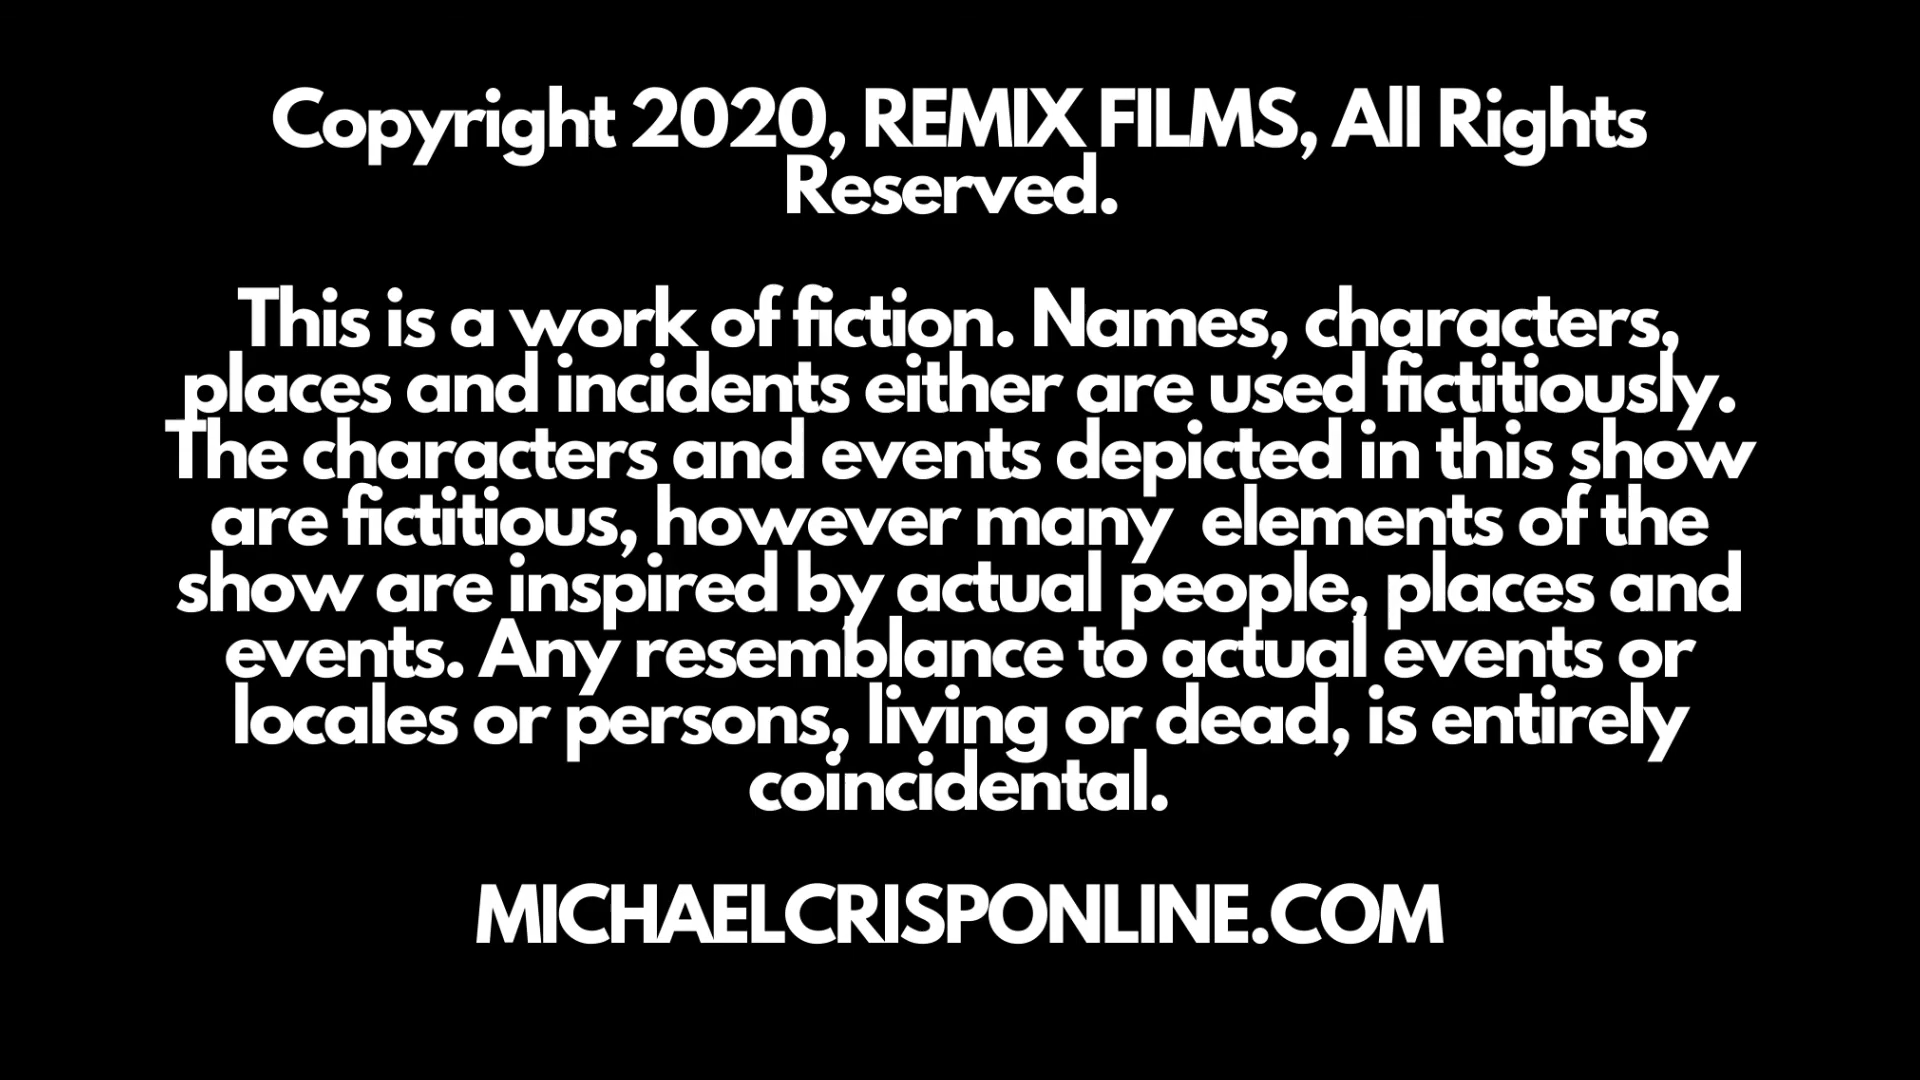 Copyright 2020, REMIX FILMS, All Rights
Reserved.
This is a work of fiction. Names, characters,
places and incidents either are used fictitiously.
The characters and events depicted in this show
are fictitious, however many  elements of the
show are inspired by actual people, places and
events. Any resemblance to actual events or
locales or persons, living or dead, is entirely
coincidental.
MICHAELCRISPONLINE.COM